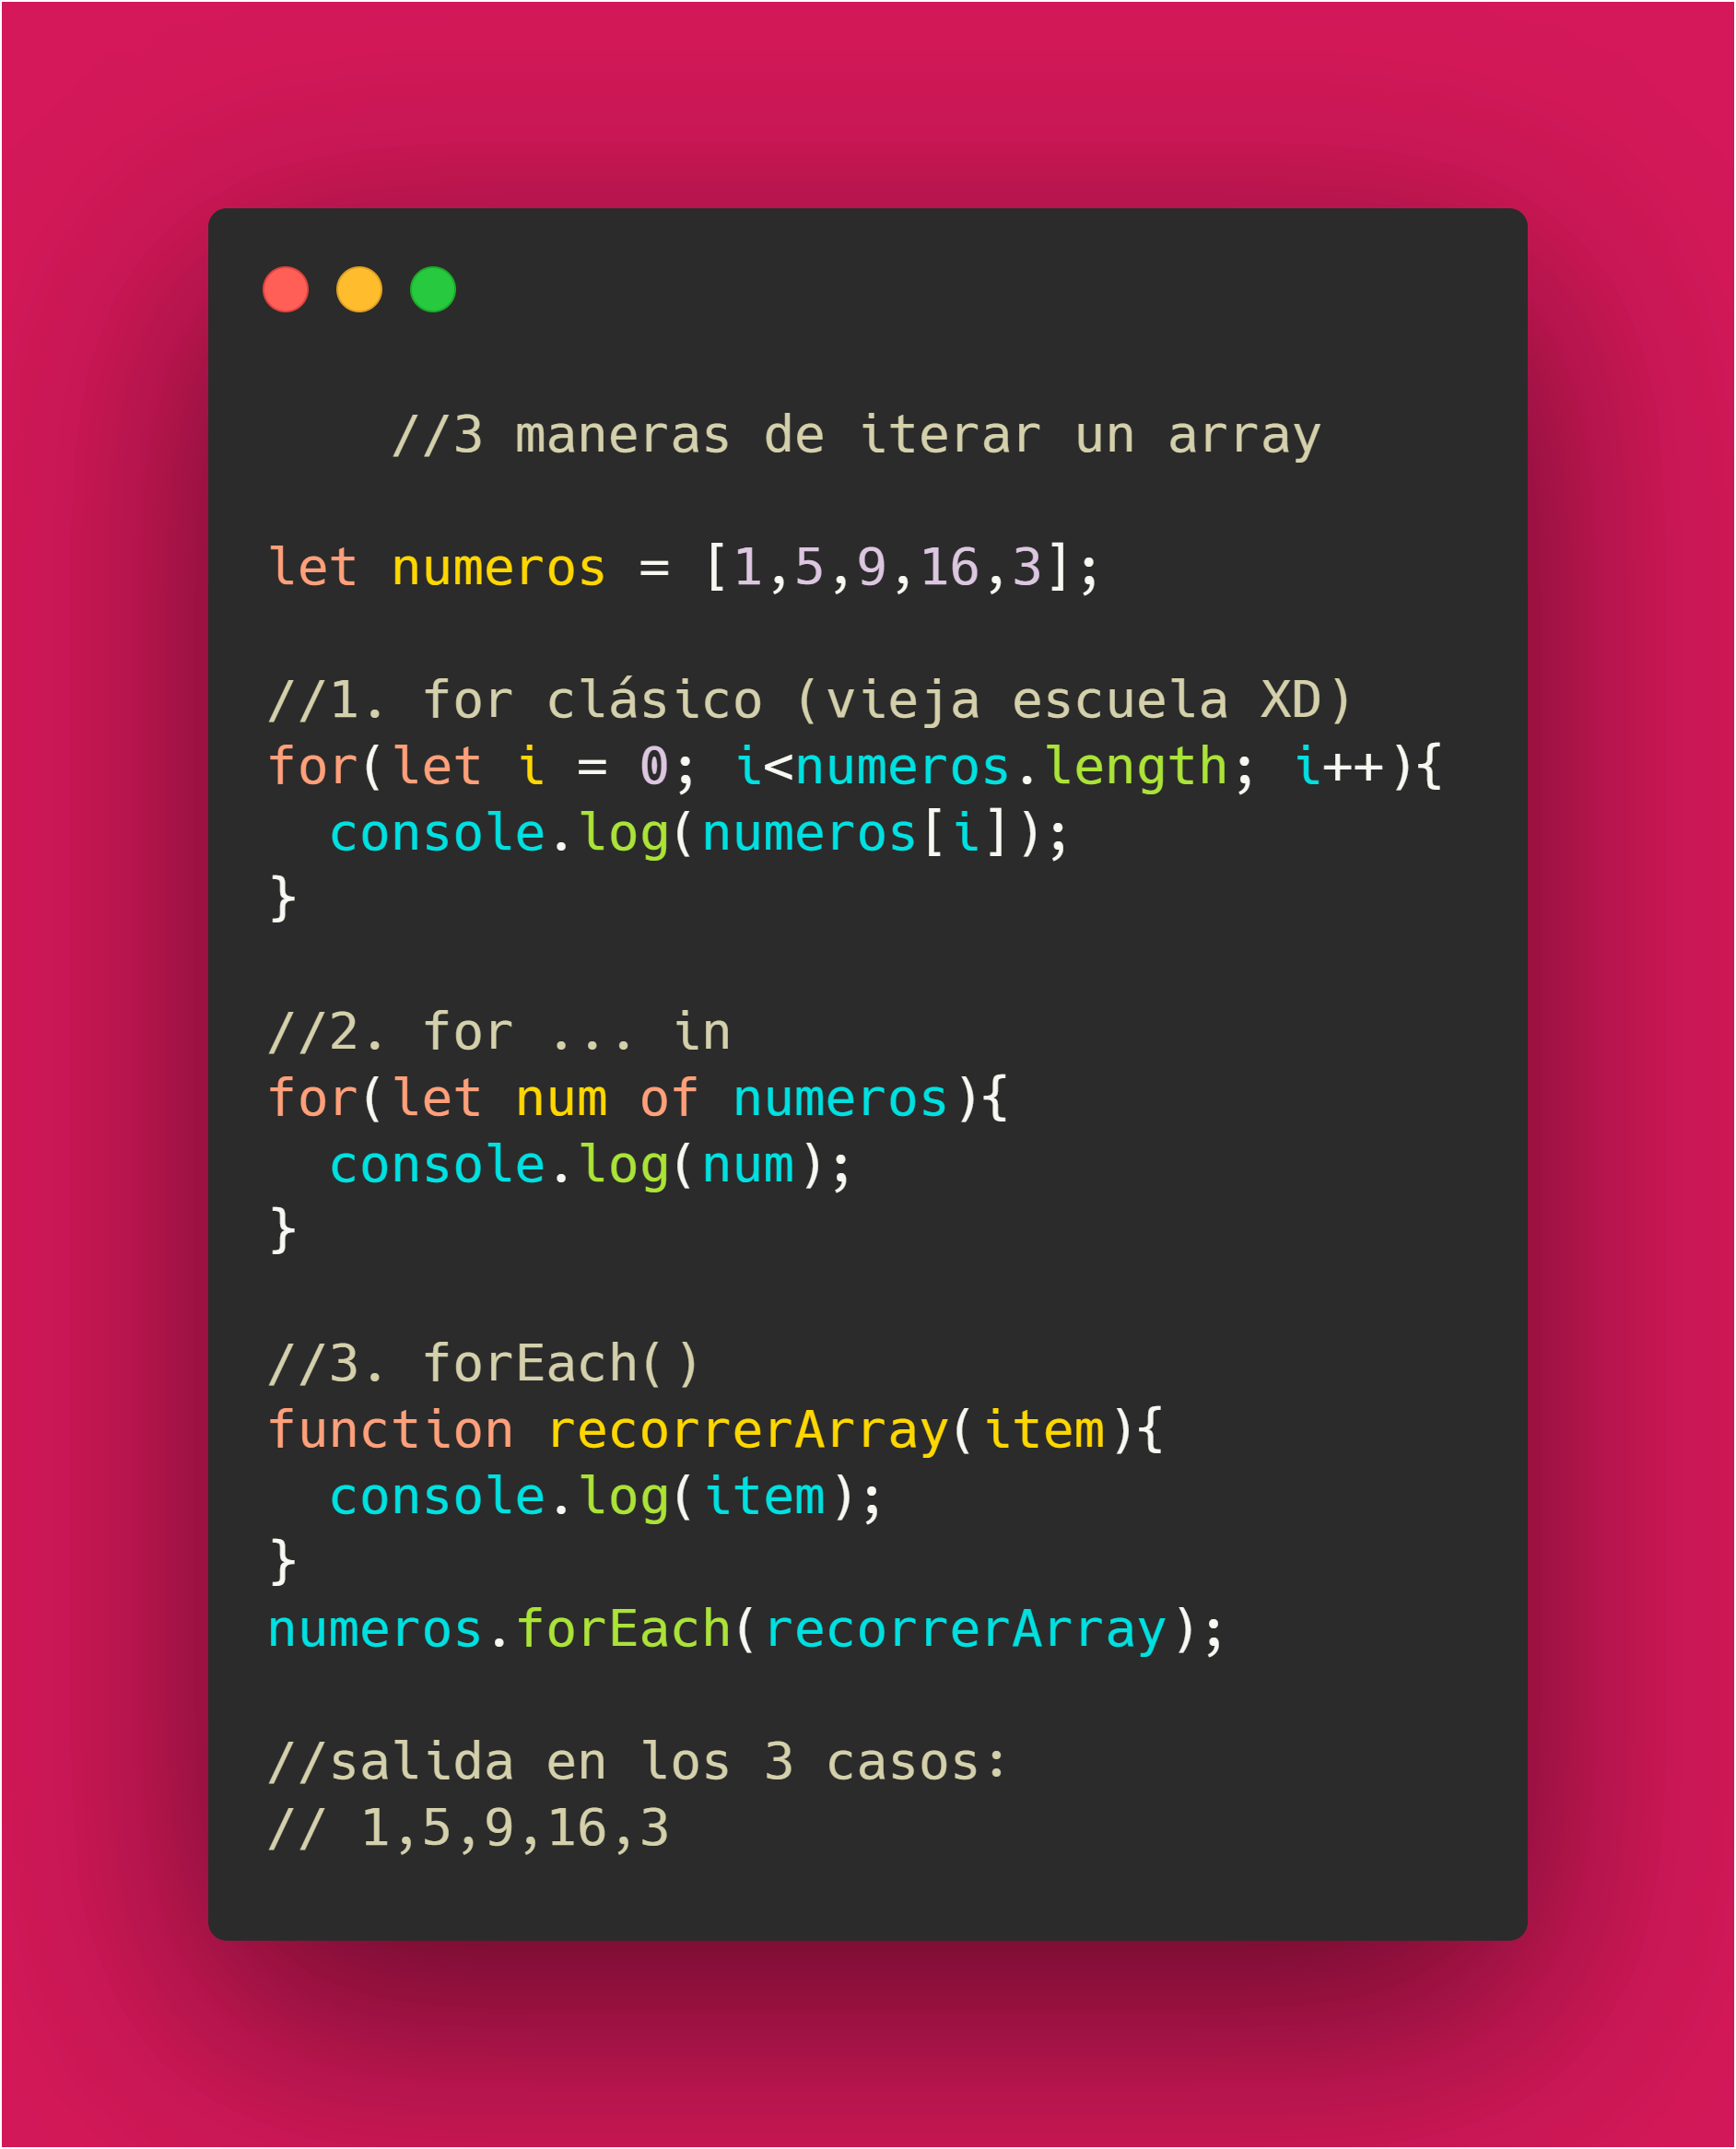 //3 maneras de iterar un array
let numeros = [1,5,9,16,3];
//1. for clásico (vieja escuela XD)
for(let i = 0; i<numeros.length; i++){
  console.log(numeros[i]);
}
//2. for ... in
for(let num of numeros){
  console.log(num);
}
//3. forEach()
function recorrerArray(item){
  console.log(item);
}
numeros.forEach(recorrerArray);
//salida en los 3 casos:
// 1,5,9,16,3